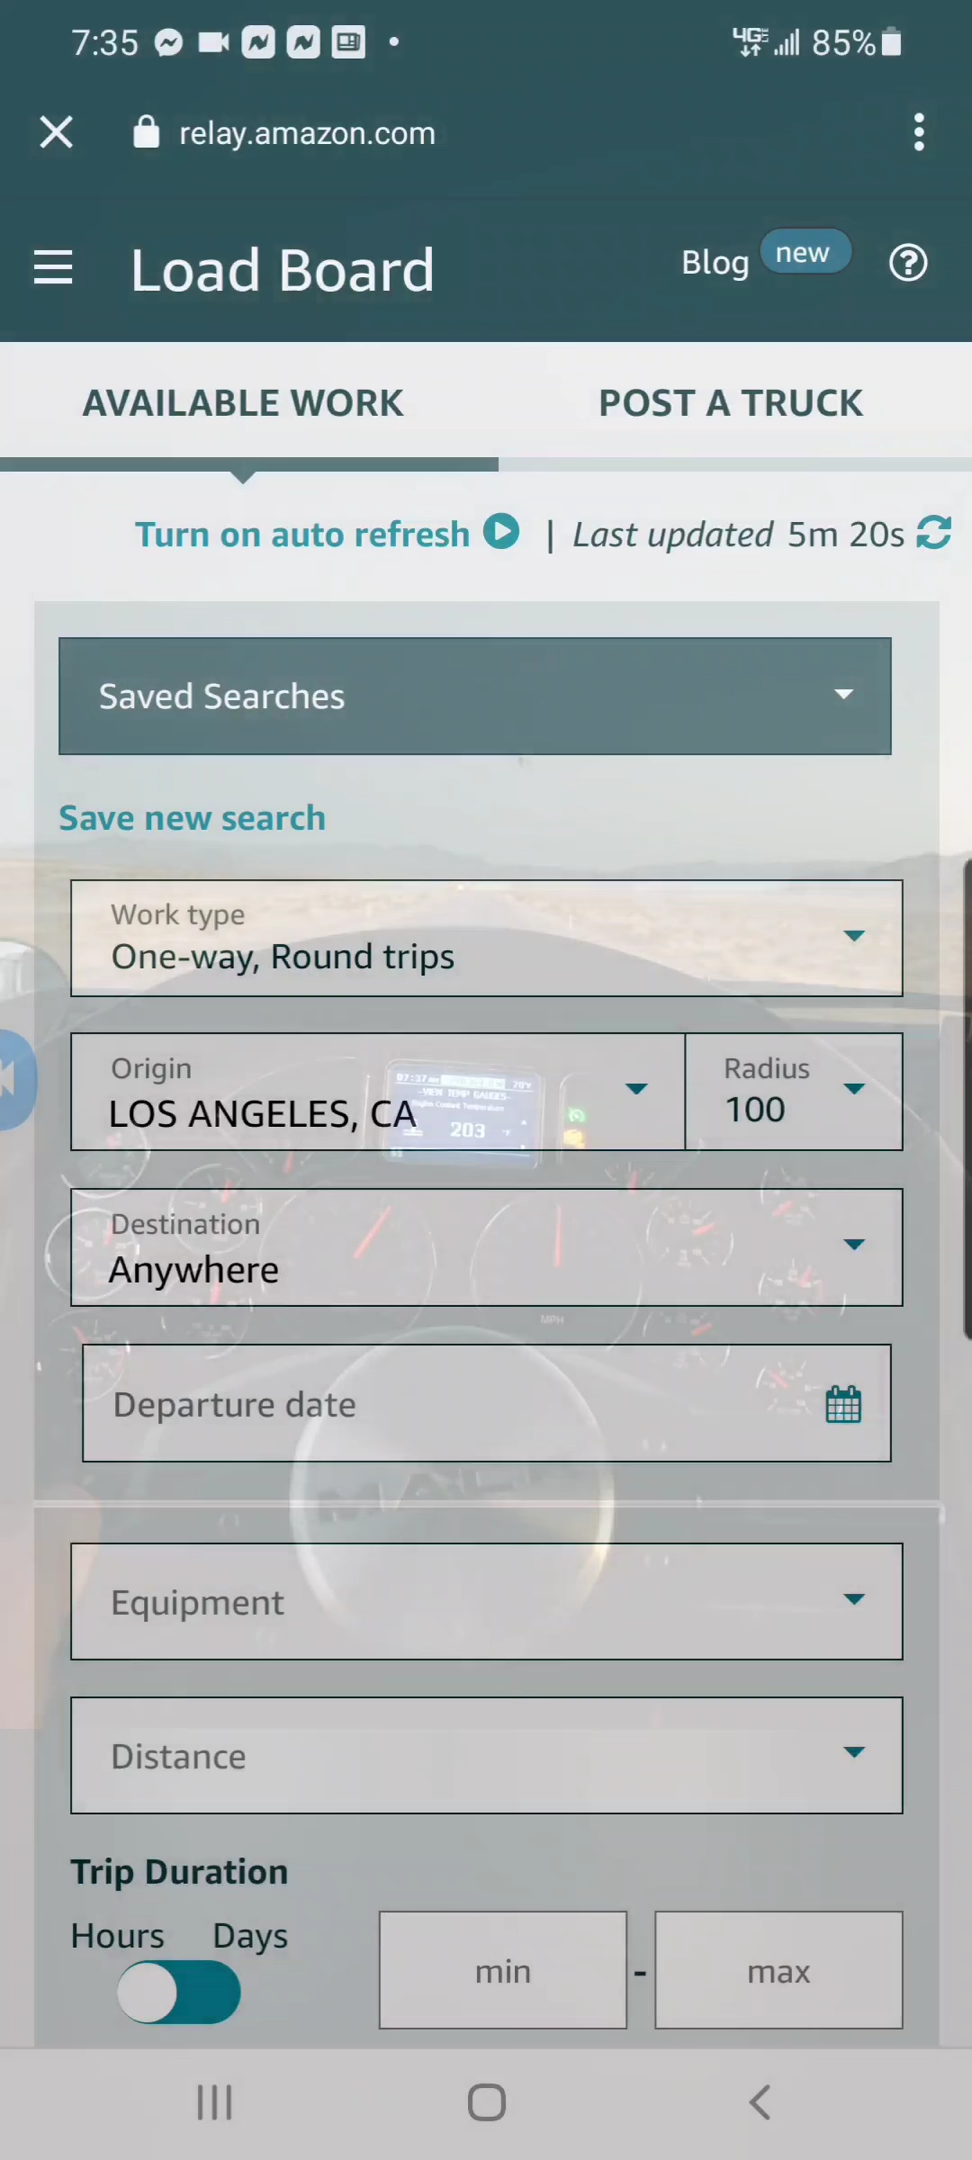 7:35 85%
relay.amazon.com
Load Board Blog new
AVAILABLE WORK POST A TRUCK
Turn on auto refresh | Last updated 5m 20s
Saved Searches
Save new search
Work type
One-way, Round trips
Origin Radius
LOS ANGELES, CA 100
203
Destination
Anywhere
MPH
Departure date
Equipment
Distance
Trip Duration
Hours Days
min - max